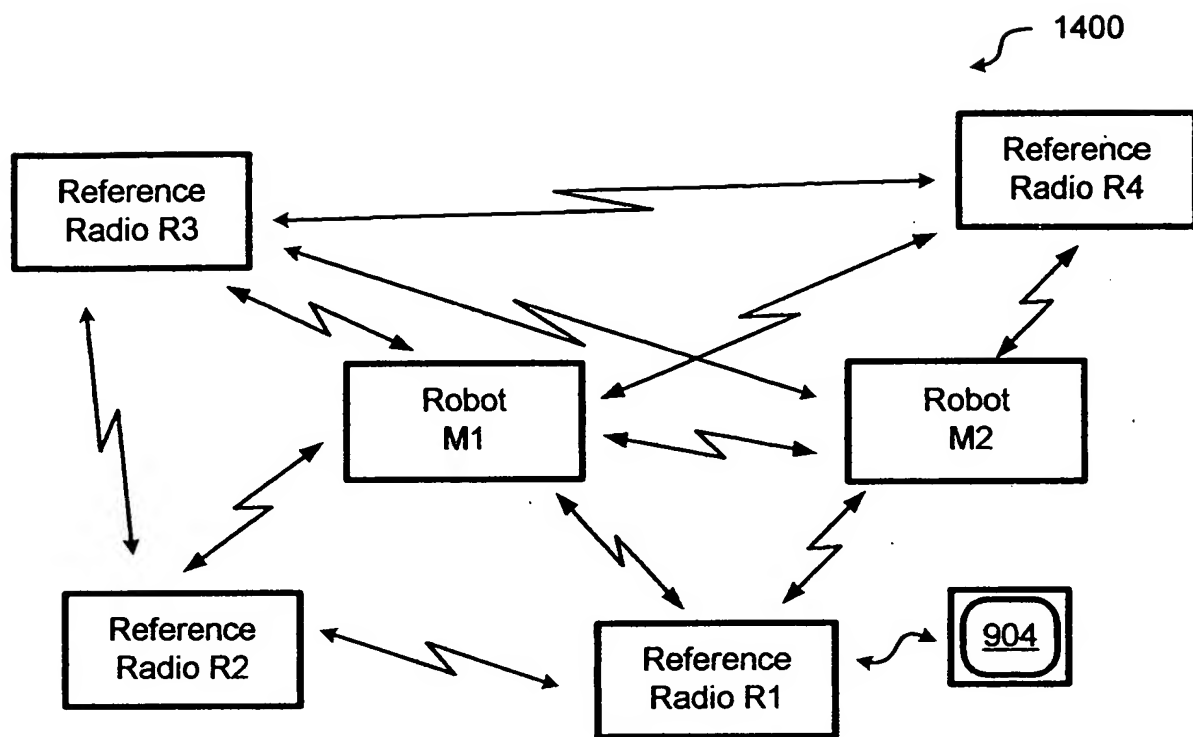 1400
Reference
Radio R4
Reference
Radio R3
Robot
M1
Robot
M2
Reference
Radio R2
Reference
Radio R1
904